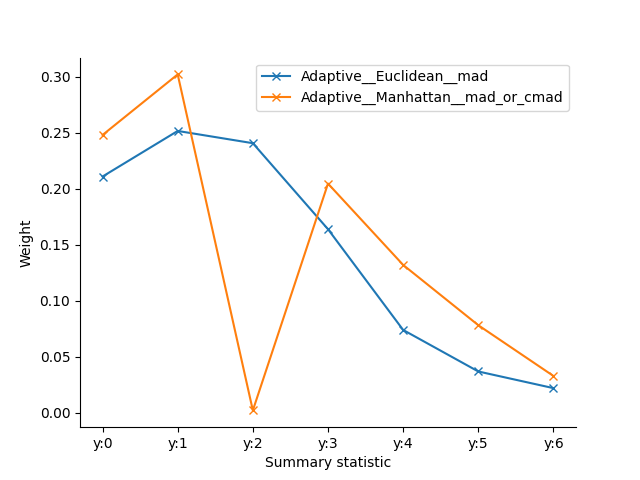 Adaptive__Euclidean__mad
Adaptive__Manhattan__mad_or_cmad
Weight
0.30
0.25
0.20
0.15
0.10
0.05
0.00
y:0 y:1 y:2 y:3 y:4 y:5 y:6
Summary statistic